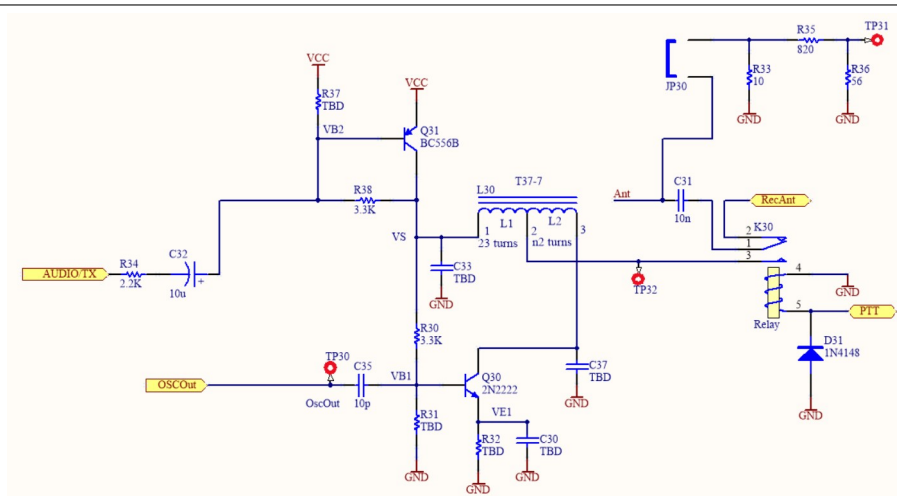 R35
820
TP31
R33
10
R36
56
JP30
GND
GND
VCC
VCC
R37
TBD
VB2
Q31
BC556B
T37-7
L30
L1
L2
1
2
3
23 turns
n2 turns
Ant
C31
10n
RecAnt
K30
2
1
3
R38
3.3K
VS
C32
10u
+
AUDIO/TX
R34
2.2K
C33
TBD
GND
TP32
4
GND
5
PTT
Relay
D31
1N4148
GND
R30
3.3K
TP30
C35
10p
VB1
Q30
2N2222
C37
TBD
GND
OSCOut
OscOut
R31
TBD
GND
VE1
R32
TBD
GND
C30
TBD
GND